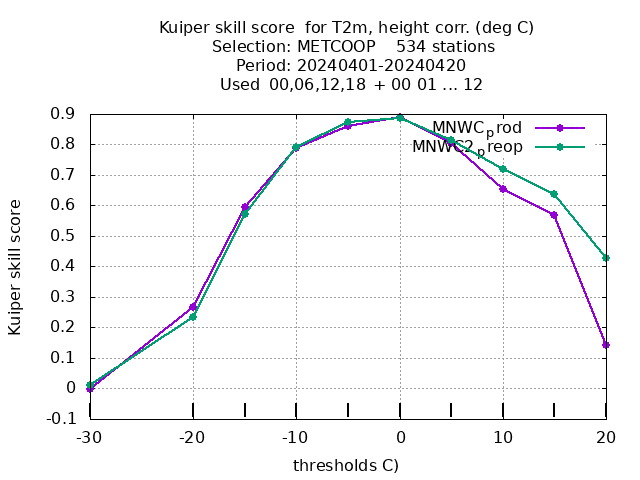 Kuiper skill score  for T2m, height corr. (deg C)
Selection: METCOOP    534 stations
Period: 20240401-20240420
Used  00,06,12,18  + 00 01 ... 12
MNWCprod
MNWC2preop
Kuiper skill score
0.9
0.8
0.7
0.6
0.5
0.4
0.3
0.2
0.1
0
-0.1
-30
-20
-10
0
10
20
thresholds C)